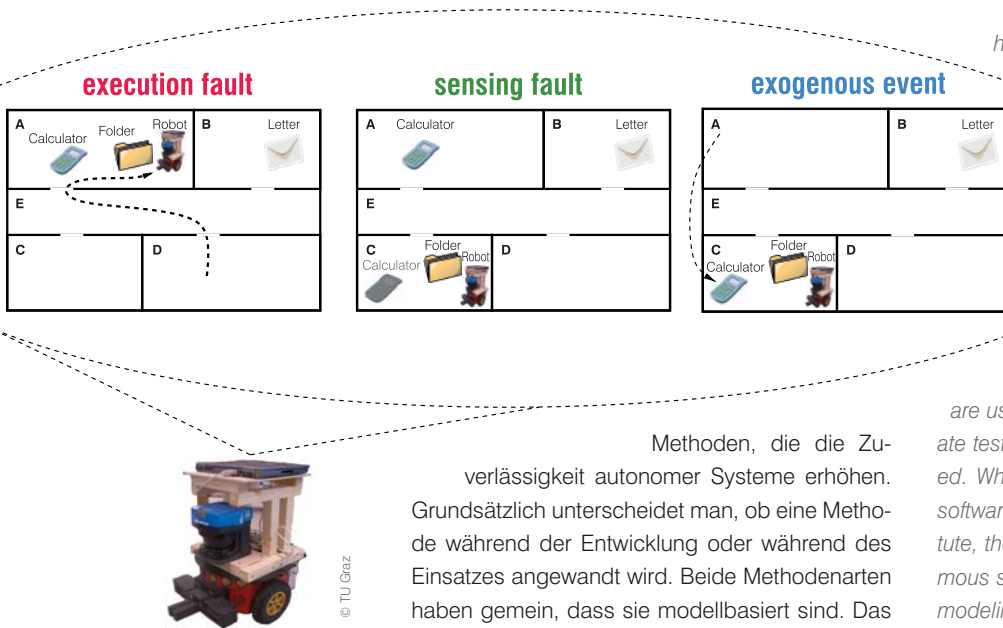 h
execution fault
sensing fault
exogenous event
A
Calculator
Folder
Robot
B
Letter
E
C
D
A
Calculator
B
Letter
E
C
Calculator
Folder
Robot
D
A
B
Letter
E
C
Calculator
Folder
Robot
D
Methoden, die die Zu-
verlässigkeit autonomer Systeme erhöhen.
Grundsätzlich unterscheidet man, ob eine Metho-
de während der Entwicklung oder während des
Einsatzes angewandt wird. Beide Methodenarten
haben gemein, dass sie modellbasiert sind. Das
© TU Graz
are us
ate test
ed. Wh
softwar
tute, the
mous s
modelin